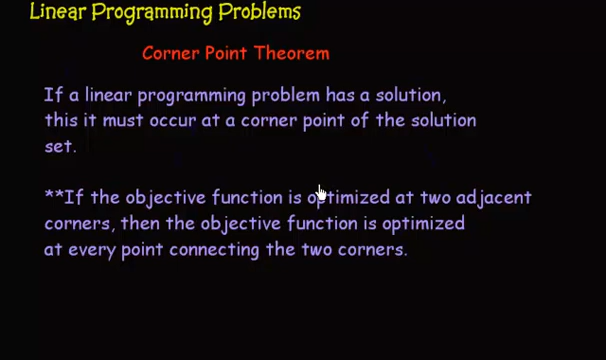 Linear Programming Problems
Corner Point Theorem
If a linear programming problem has a solution,
this it must occur at a corner point of the solution
set.
**If the objective function is optimized at two adjacent
corners, then the objective function is optimized
at every point connecting the two corners.